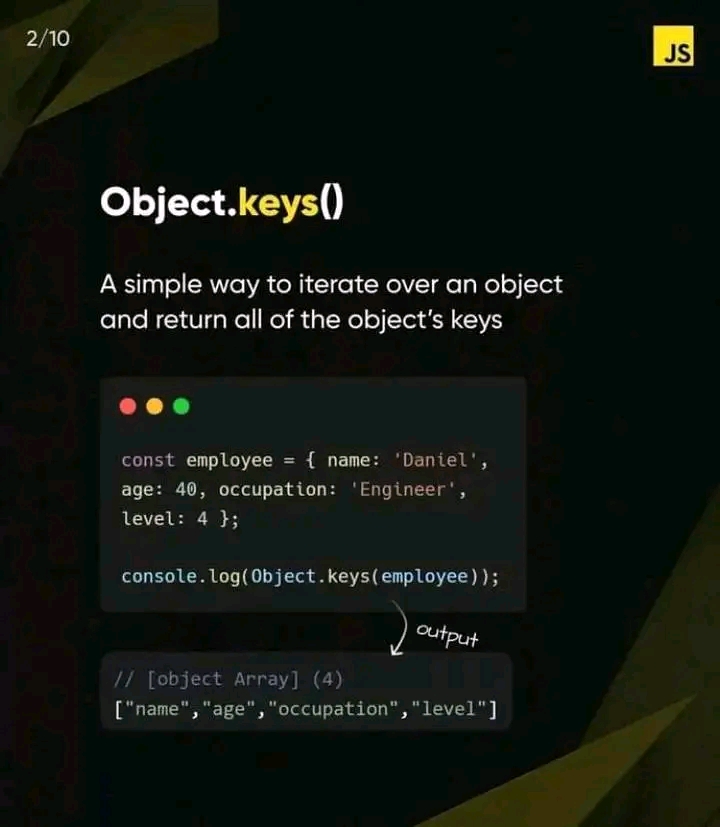 2/10
JS
Object.keys()
A simple way to iterate over an object
and return all of the object's keys
const employee = { name: 'Daniel',
age: 40, occupation: 'Engineer',
level: 4 };
console.log(Object.keys(employee));
output
// [object Array] (4)
["name","age","occupation","level"]